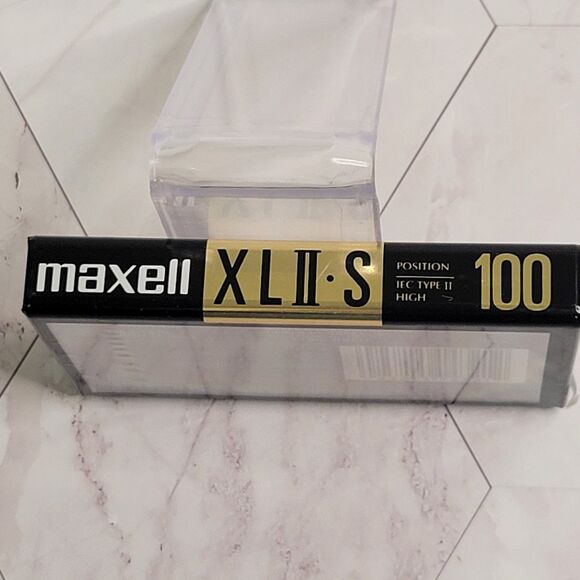 maxell XLII·S POSITION
IEC TYPE II
HIGH
100